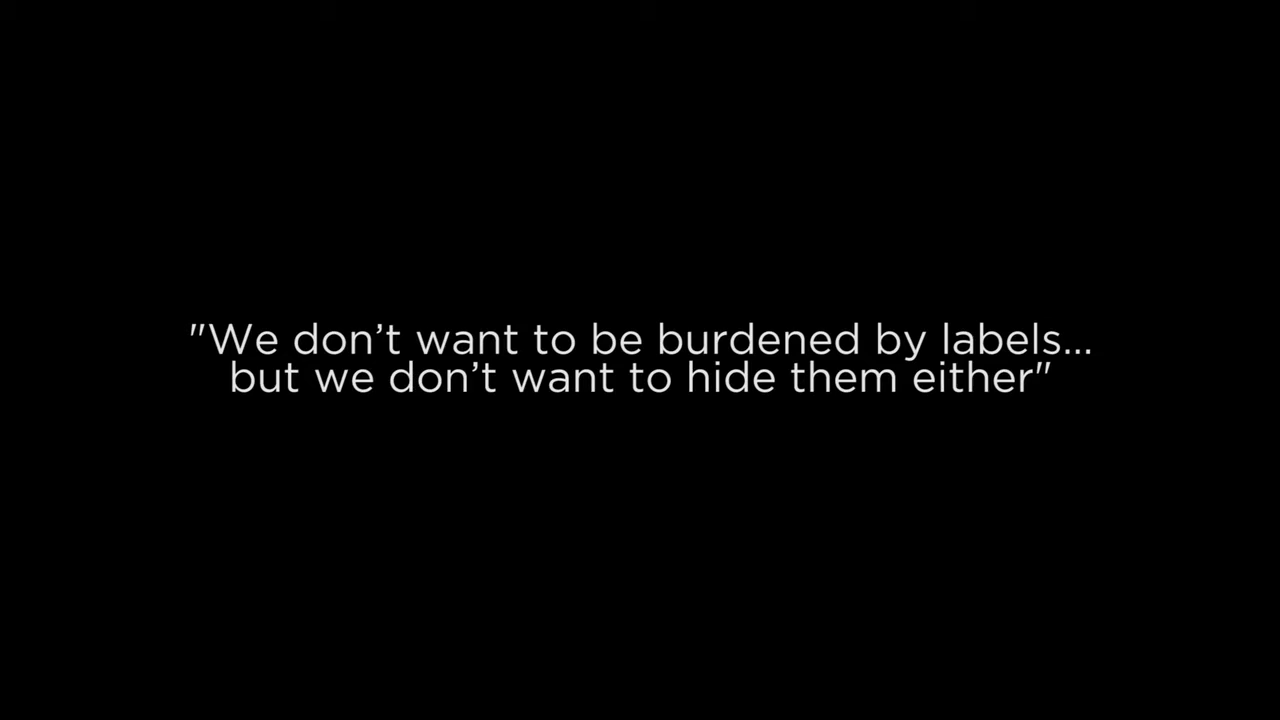 "We don’t want to be burdened by labels...
but we don’t want to hide them either"